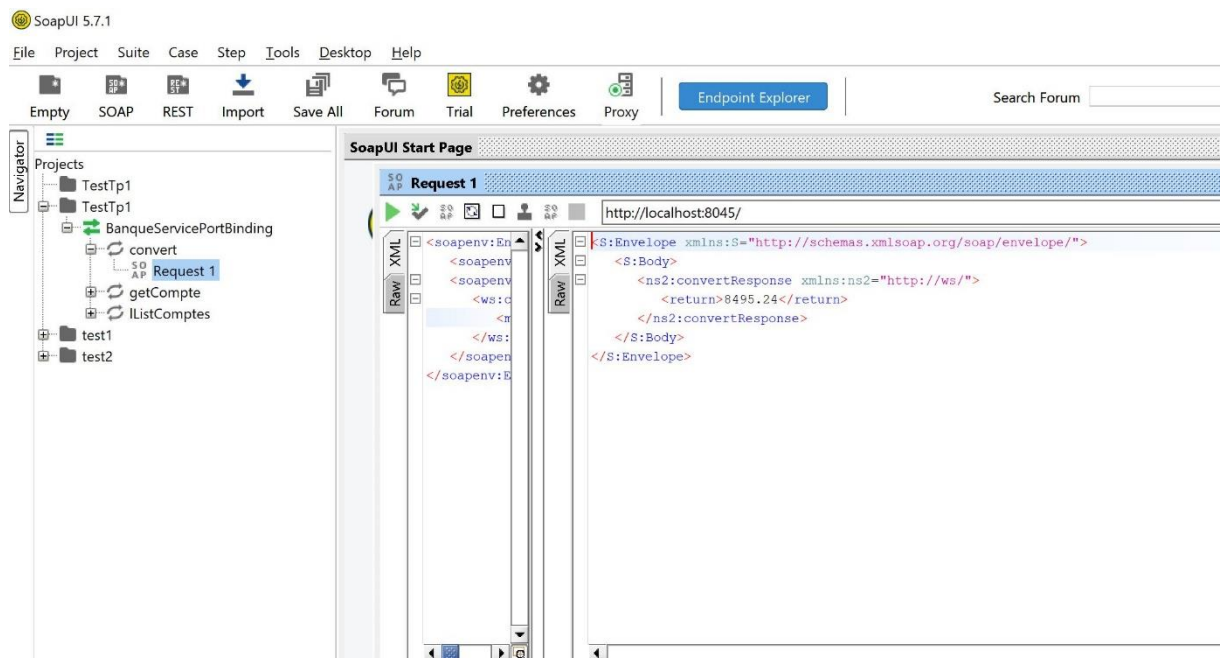 SoapUI 5.7.1
File Project Suite Case Step Tools Desktop Help
Empty SOAP REST Import Save All Forum Trial Preferences Proxy Endpoint Explorer Search Forum
Navigator
Projects
TestTp1
TestTp1
BanqueServicePortBinding
convert
Request 1
getCompte
lListComptes
test1
test2
SoapUI Start Page
Request 1
http://localhost:8045/
XML
Raw
<soapenv:En
<soapenv
<soapenv
<ws:c
<m
</ws:
</soapen
</soapenv:E
XML
Raw
<S:Envelope xmlns:S="http://schemas.xmlsoap.org/soap/envelope/">
<S:Body>
<ns2:convertResponse xmlns:ns2="http://ws/">
<return>8495.24</return>
</ns2:convertResponse>
</S:Body>
</S:Envelope>